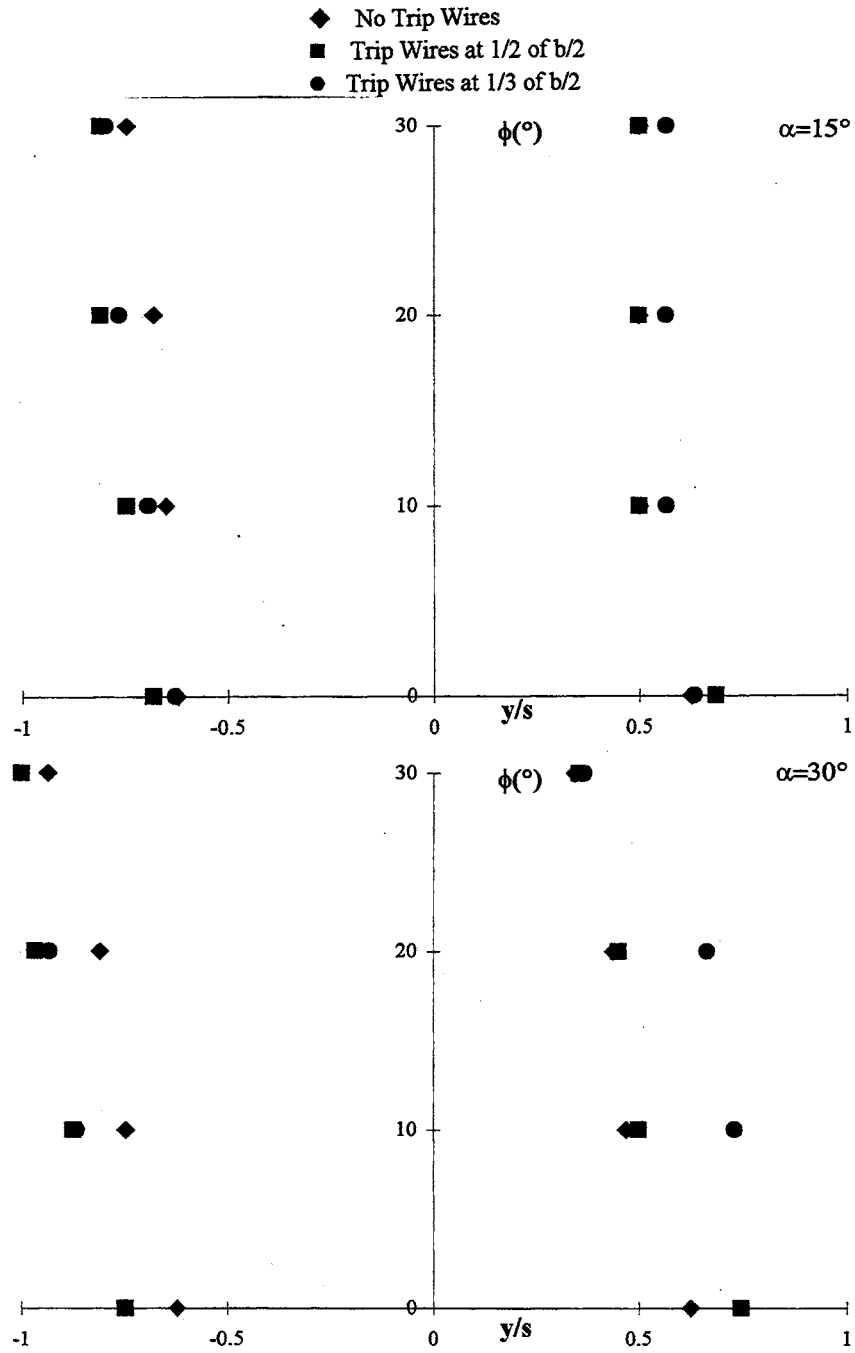 No Trip Wires
Trip Wires at 1/2 of b/2
Trip Wires at 1/3 of b/2
30
ϕ(°)
α=15°
20
10
0
y/s
-1
-0.5
0
0.5
1
30
ϕ(°)
α=30°
20
10
0
y/s
-1
-0.5
0
0.5
1